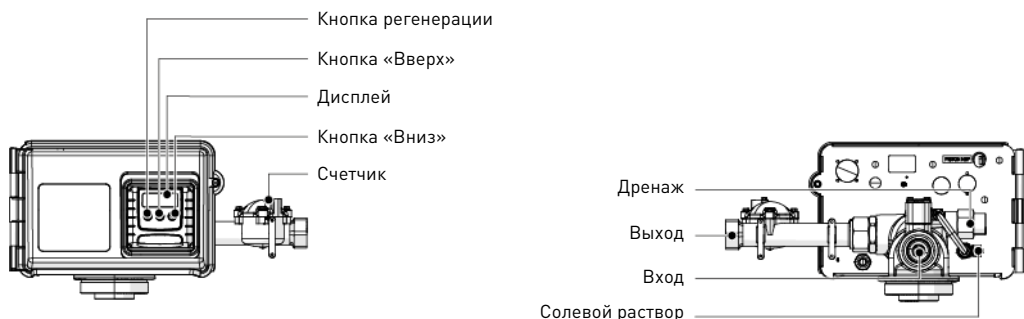 Кнопка регенерации
Кнопка «Вверх»
Дисплей
Кнопка «Вниз»
Счетчик
Дренаж
Выход
Вход
Солевой раствор